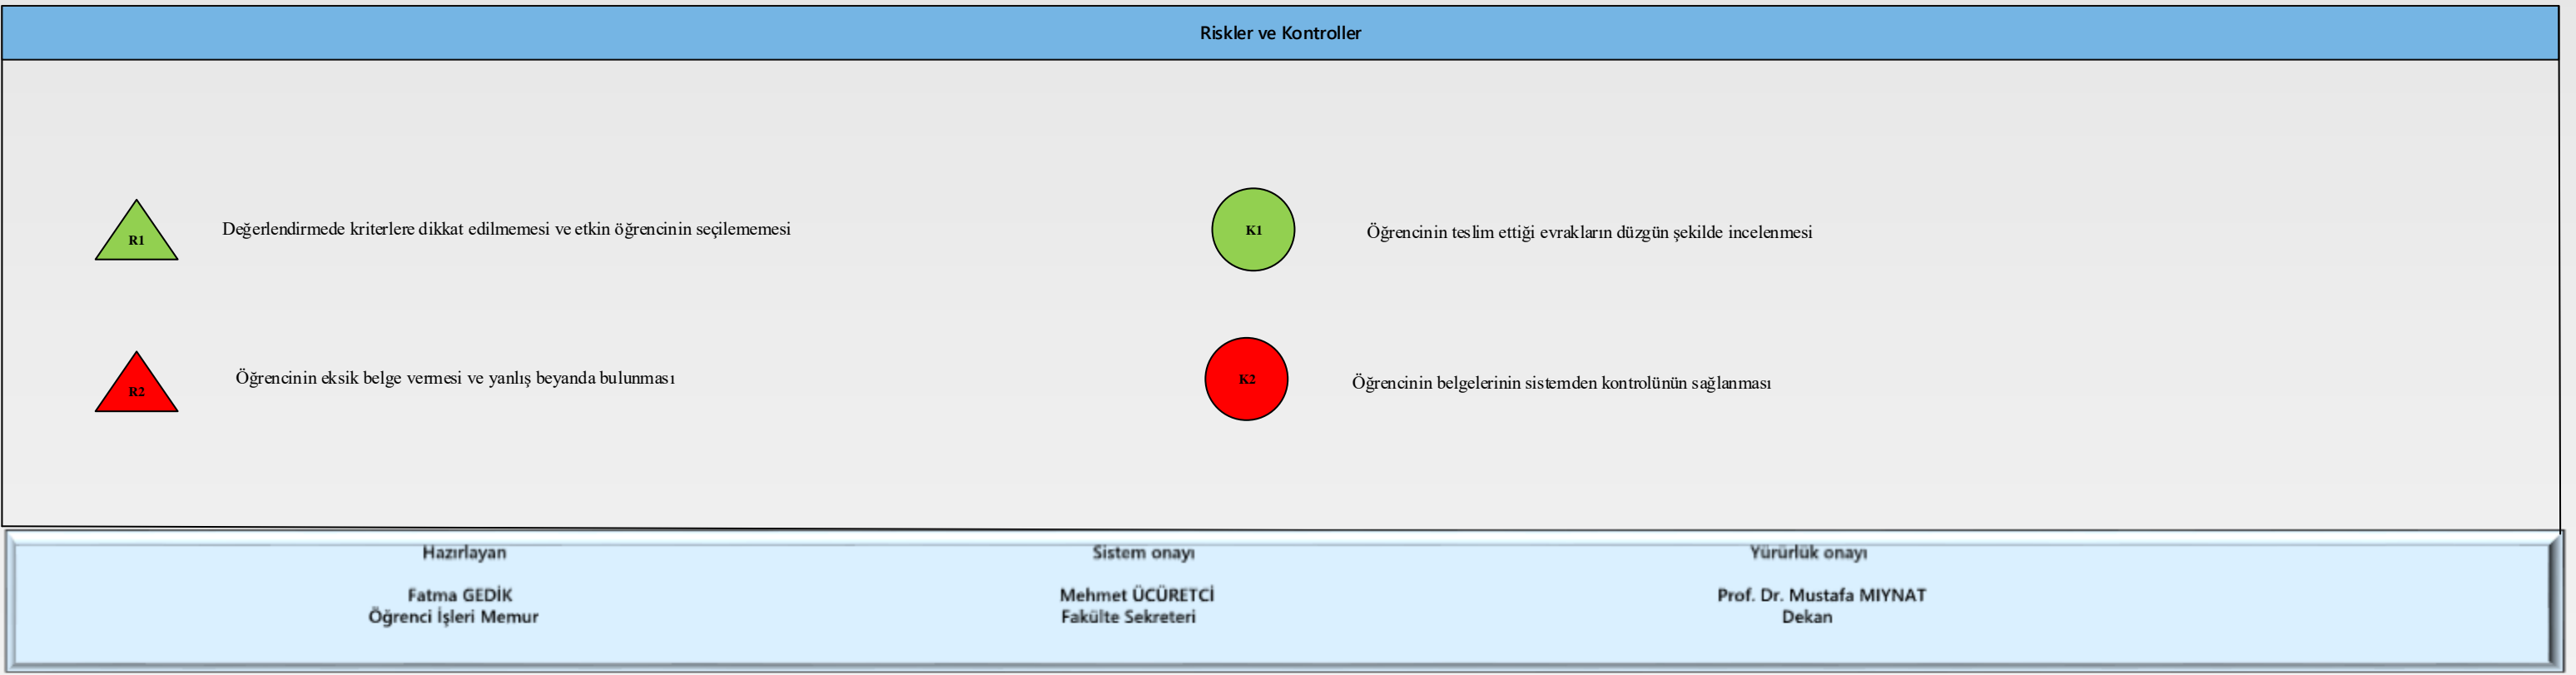 Riskler ve Kontroller
R1
Değerlendirmede kriterlere dikkat edilmemesi ve etkin öğrencinin seçilememesi
K1
Öğrencinin teslim ettiği evrakların düzgün şekilde incelenmesi
R2
Öğrencinin eksik belge vermesi ve yanlış beyanda bulunması
K2
Öğrencinin belgelerinin sistemden kontrolünün sağlanması
Hazırlayan
Fatma GEDİK
Öğrenci İşleri Memur
Sistem onayı
Mehmet ÜCÜRETCİ
Fakülte Sekreteri
Yürürlük onayı
Prof. Dr. Mustafa MIYNAT
Dekan